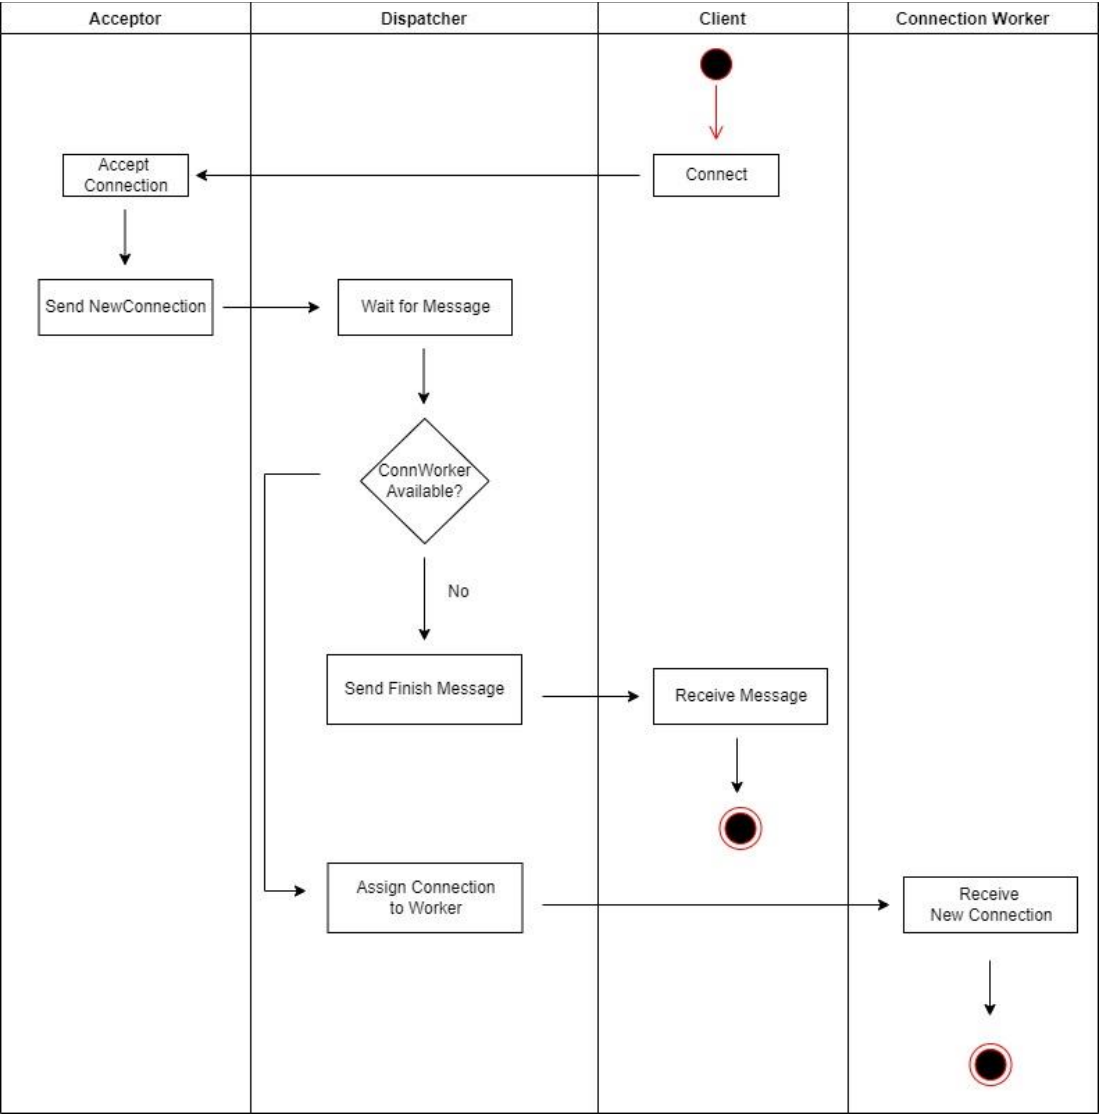 Acceptor
Dispatcher
Client
Connection Worker
Accept
Connection
Connect
Send NewConnection
Wait for Message
ConnWorker
Available?
No
Send Finish Message
Receive Message
Assign Connection
to Worker
Receive
New Connection